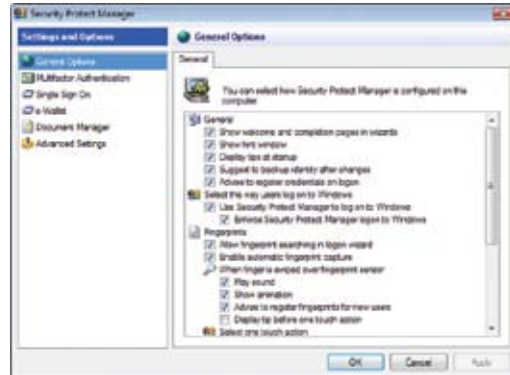 Security Protect Manager
Settings and Options
General Options
Multifactor Authentication
Single Sign On
e-Wallet
Document Manager
Advanced Settings
General Options
General
You can select how Security Protect Manager is configured on this
computer
General
Show welcome and completion pages in wizards
Show hint window
Display tips at startup
Suggest to backup identity after changes
Advise to register credentials on logon
Select the way users log on to Windows
Use Security Protect Manager to log on to Windows
Enforce Security Protect Manager logon to Windows
Fingerprints
Allow fingerprint searching in logon wizard
Enable automatic fingerprint capture
When finger is swiped over fingerprint sensor
Play sound
Show animation
Advise to register fingerprints for new users
Display tip before one touch action
Select one touch action
OK
Cancel
Apply